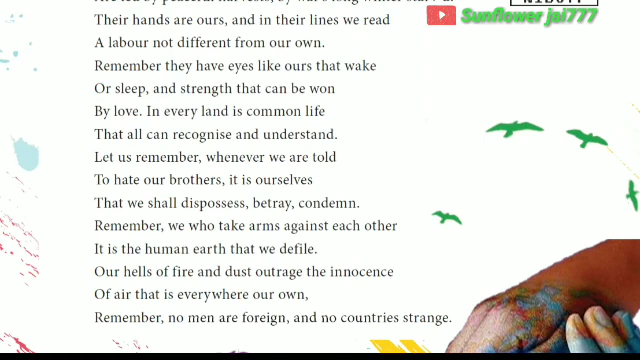 Their hands are ours, and in their lines we read
A labour not different from our own.
Remember they have eyes like ours that wake
Or sleep, and strength that can be won
By love. In every land is common life
That all can recognise and understand.
Let us remember, whenever we are told
To hate our brothers, it is ourselves
That we shall dispossess, betray, condemn.
Remember, we who take arms against each other
It is the human earth that we defile.
Our hells of fire and dust outrage the innocence
Of air that is everywhere our own,
Remember, no men are foreign, and no countries strange.
Sunflower jai777